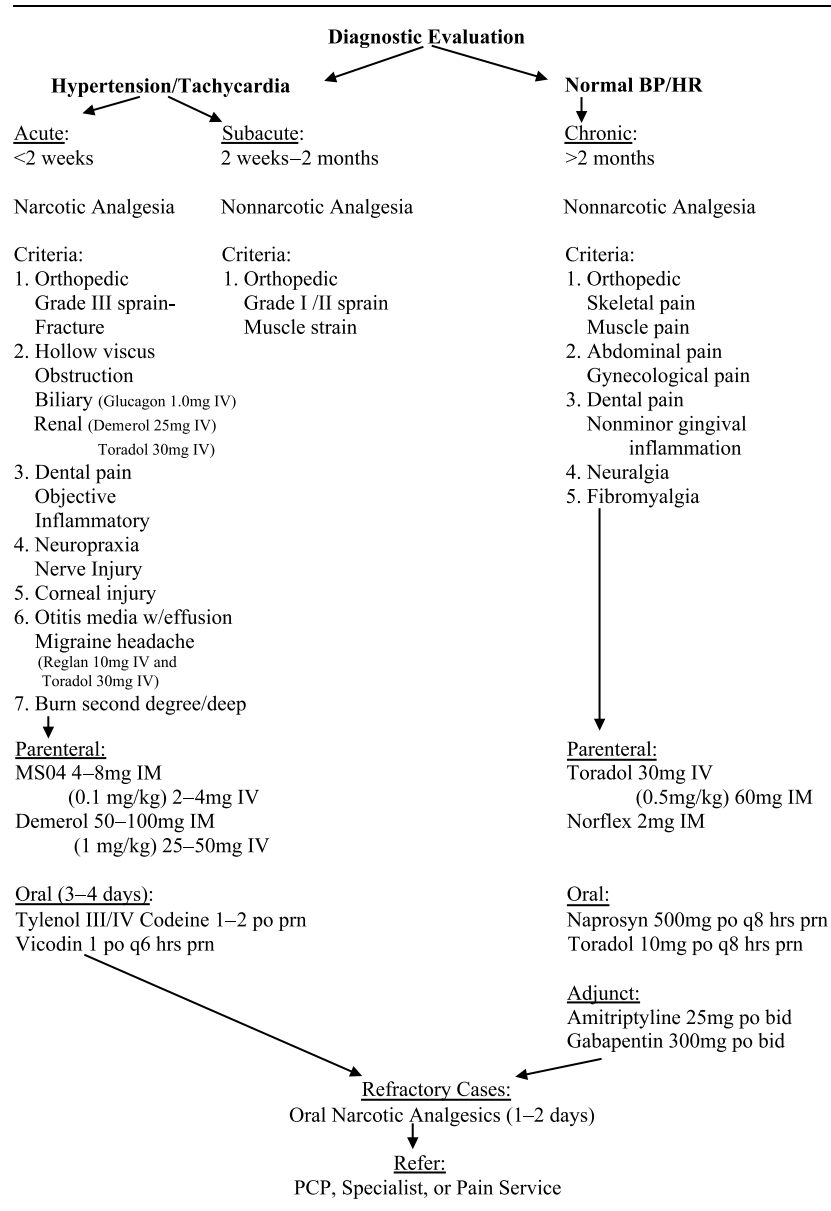 Diagnostic Evaluation
Hypertension/Tachycardia
Normal BP/HR
Acute:
<2 weeks
Narcotic Analgesia
Criteria:
1. Orthopedic
Grade III sprain-
Fracture
2. Hollow viscus
Obstruction
Biliary (Glucagon 1.0mg IV)
Renal (Demerol 25mg IV)
Toradol 30mg IV)
3. Dental pain
Objective
Inflammatory
4. Neuropraxia
Nerve Injury
5. Corneal injury
6. Otitis media w/effusion
Migraine headache
(Reglan 10mg IV and
Toradol 30mg IV)
7. Burn second degree/deep
Parenteral:
MS04 4–8mg IM
(0.1 mg/kg) 2–4mg IV
Demerol 50–100mg IM
(1 mg/kg) 25–50mg IV
Oral (3–4 days):
Tylenol III/IV Codeine 1–2 po prn
Vicodin 1 po q6 hrs prn
Subacute:
2 weeks–2 months
Nonnarcotic Analgesia
Criteria:
1. Orthopedic
Grade I /II sprain
Muscle strain
Chronic:
>2 months
Nonnarcotic Analgesia
Criteria:
1. Orthopedic
Skeletal pain
Muscle pain
2. Abdominal pain
Gynecological pain
3. Dental pain
Nonminor gingival
inflammation
4. Neuralgia
5. Fibromyalgia
Parenteral:
Toradol 30mg IV
(0.5mg/kg) 60mg IM
Norflex 2mg IM
Oral:
Naprosyn 500mg po q8 hrs prn
Toradol 10mg po q8 hrs prn
Adjunct:
Amitriptyline 25mg po bid
Gabapentin 300mg po bid
Refractory Cases:
Oral Narcotic Analgesics (1–2 days)
Refer:
PCP, Specialist, or Pain Service